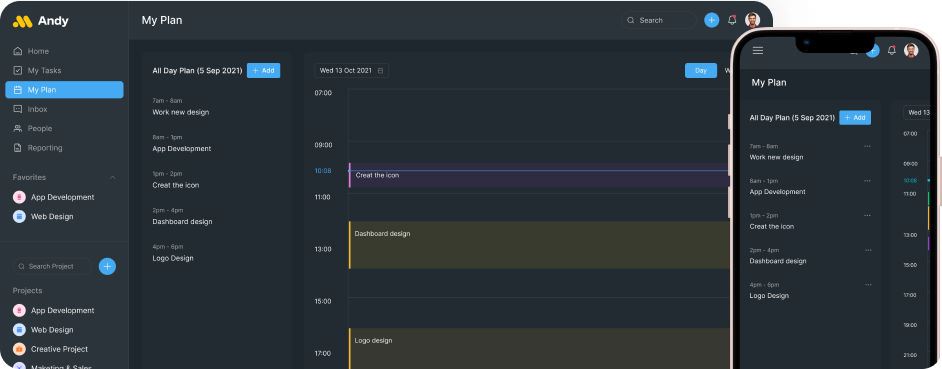 Andy
My Plan
Search
Home
My Tasks
My Plan
Inbox
People
Reporting
Favorites
App Development
Web Design
Search Project
Projects
App Development
Web Design
Creative Project
Maketing & Sales
All Day Plan (5 Sep 2021)
+ Add
7am - 8am
Work new design
8am - 1pm
App Development
1pm - 2pm
Creat the icon
2pm - 4pm
Dashboard design
4pm - 6pm
Logo Design
Wed 13 Oct 2021
Day
W
07:00
09:00
10:08
Creat the icon
11:00
Dashboard design
13:00
15:00
Logo design
17:00
My Plan
All Day Plan (5 Sep 2021)
+ Add
7am - 8am
Work new design
8am - 1pm
App Development
1pm - 2pm
Creat the icon
2pm - 4pm
Dashboard design
4pm - 6pm
Logo Design
Wed 13
07:00
09:00
10:08
11:00
13:00
15:00
17:00
19:00
21:00